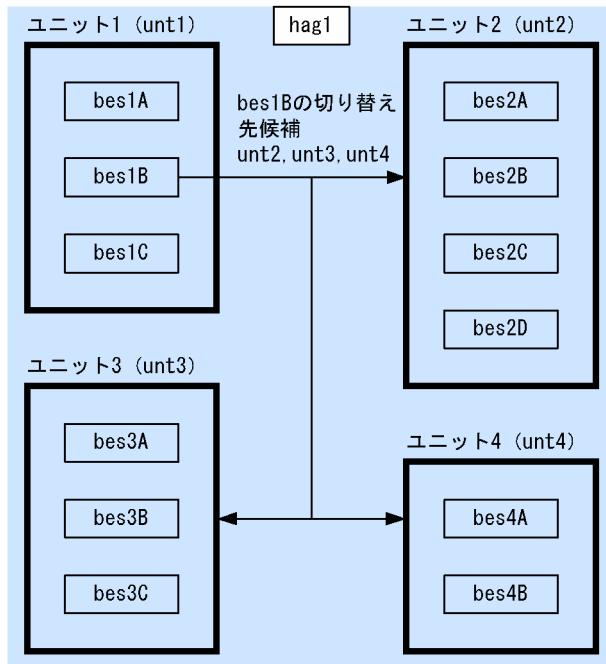 hag1
ユニット1 (unt1)
bes1A
bes1B
bes1C
bes1Bの切り替え
先候補
unt2,unt3,unt4
ユニット2 (unt2)
bes2A
bes2B
bes2C
bes2D
ユニット3 (unt3)
bes3A
bes3B
bes3C
ユニット4 (unt4)
bes4A
bes4B